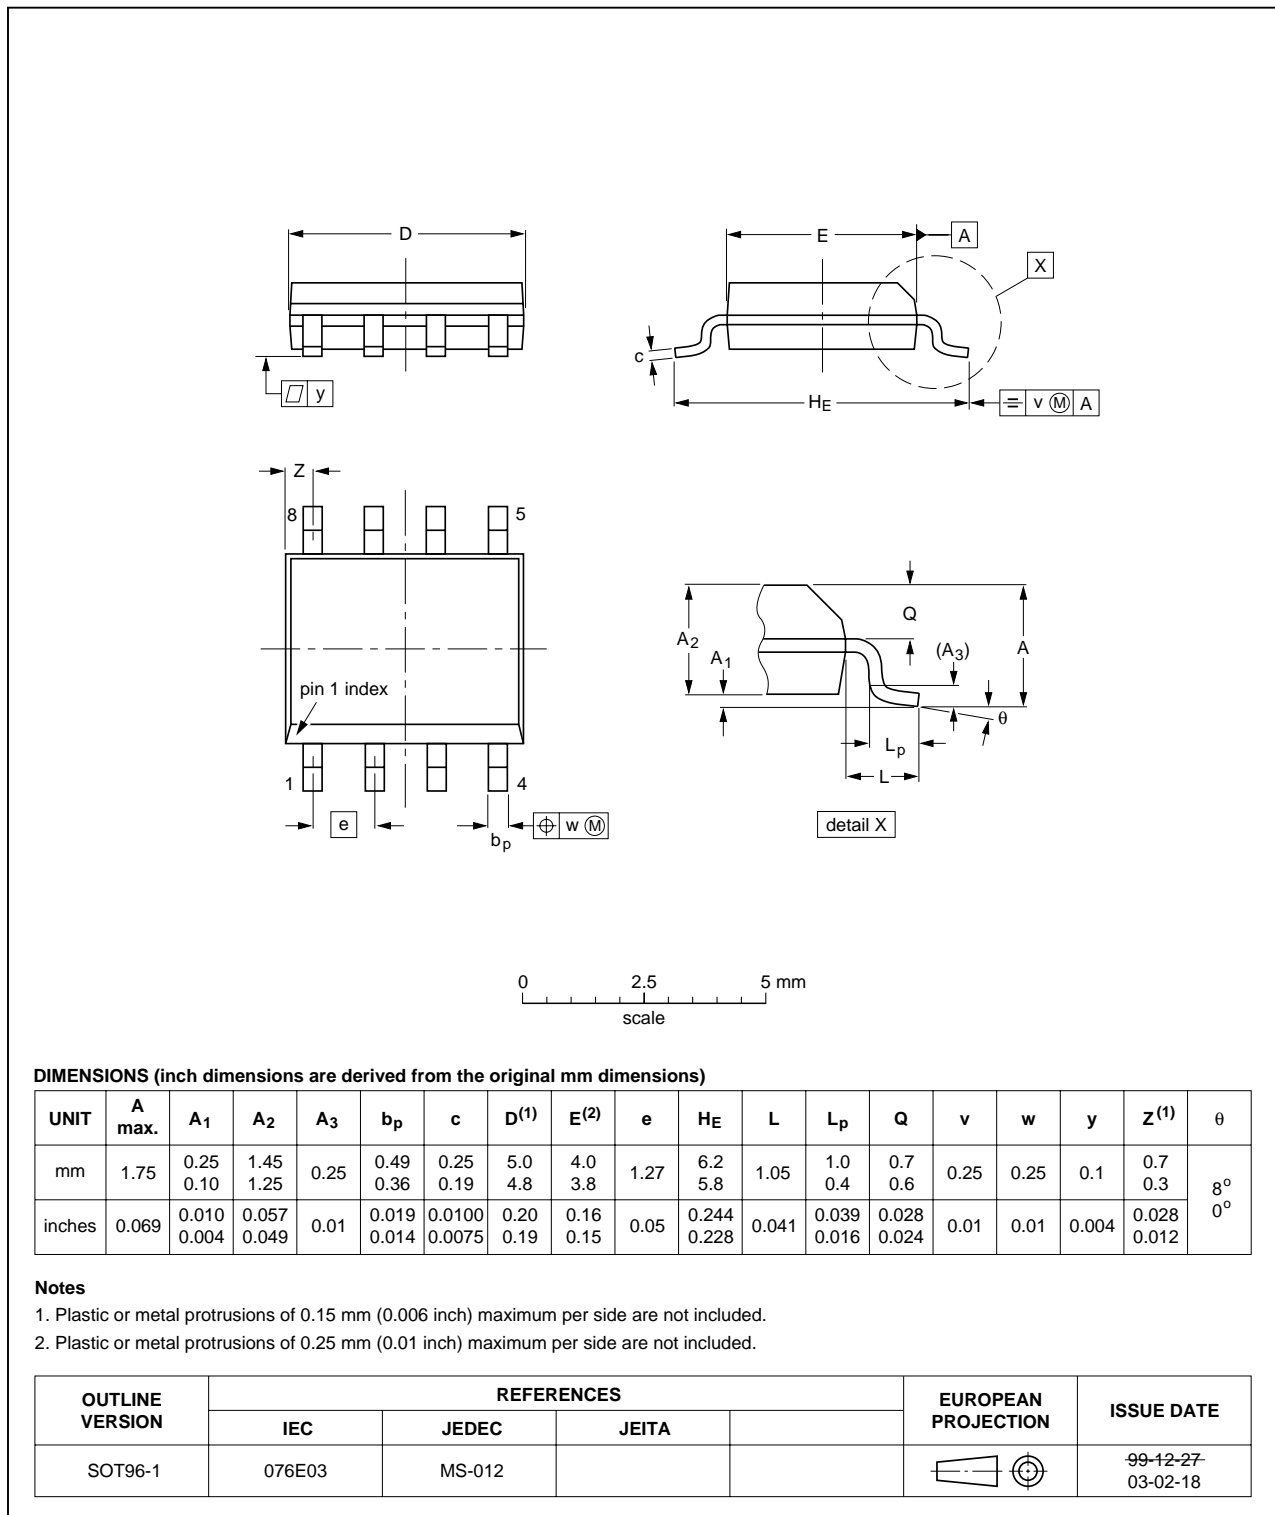 D
E
A
X
c
y
HE
v Ⓜ A
Z
8
5
pin 1 index
1
4
e
bp
w Ⓜ
A2
A1
Q
(A3)
A
θ
Lp
L
detail X
0 2.5 5 mm
scale
DIMENSIONS (inch dimensions are derived from the original mm dimensions)
UNIT A max. A1 A2 A3 bp c D(1) E(2) e HE L Lp Q v w y Z(1) θ
mm 1.75 0.25 0.10 1.45 1.25 0.25 0.49 0.36 0.25 0.19 5.0 4.8 4.0 3.8 1.27 6.2 5.8 1.05 1.0 0.4 0.7 0.6 0.25 0.25 0.1 0.7 0.3 8° 0°
inches 0.069 0.010 0.004 0.057 0.049 0.01 0.019 0.014 0.0100 0.0075 0.20 0.19 0.16 0.15 0.05 0.244 0.228 0.041 0.039 0.016 0.028 0.024 0.01 0.01 0.004 0.028 0.012
Notes
1. Plastic or metal protrusions of 0.15 mm (0.006 inch) maximum per side are not included.
2. Plastic or metal protrusions of 0.25 mm (0.01 inch) maximum per side are not included.
OUTLINE VERSION REFERENCES EUROPEAN PROJECTION ISSUE DATE
IEC JEDEC JEITA
SOT96-1 076E03 MS-012 99-12-27 03-02-18